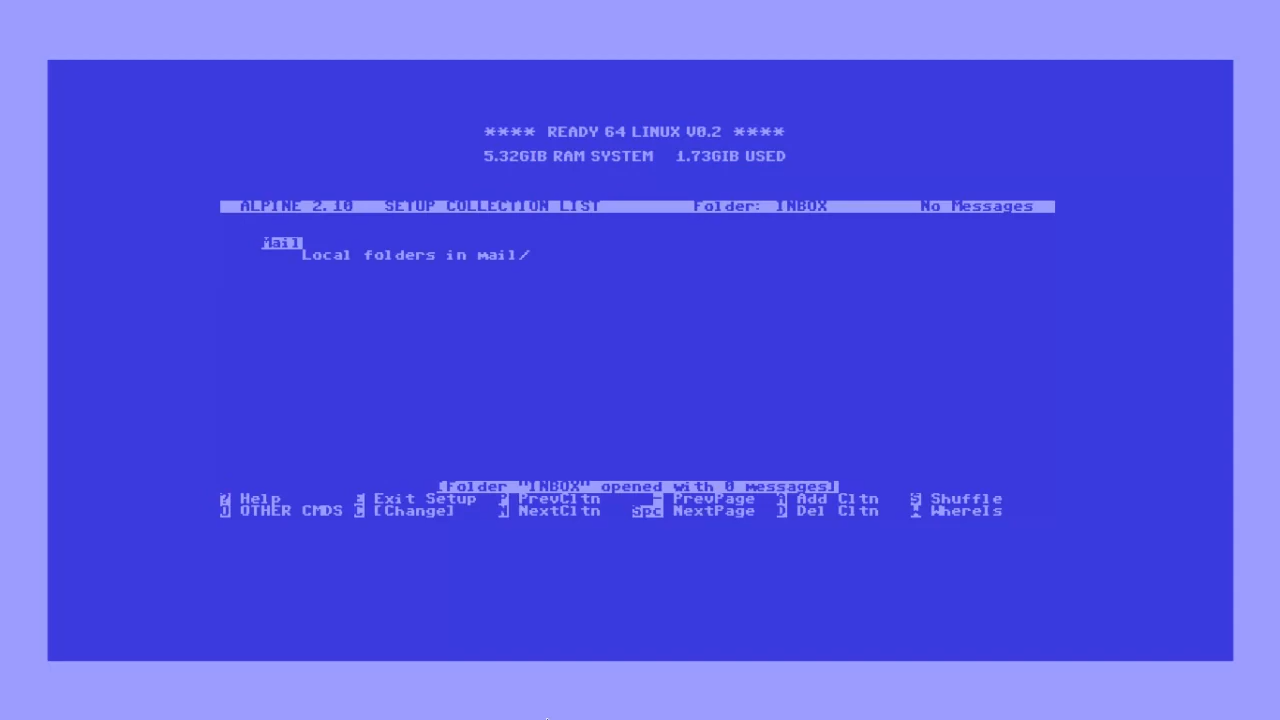 **** READY 64 LINUX V0.2 ****
5.32GIB RAM SYSTEM 1.73GIB USED
ALPINE 2.10 SETUP COLLECTION LIST Folder: INBOX No Messages
Mail
Local folders in mail/
[Folder "INBOX" opened with 0 messages]
? Help E Exit Setup P PrevCltn - PrevPage A Add Cltn $ Shuffle
O OTHER CMDS C [Change] N NextCltn Spc NextPage D Del Cltn W WhereIs